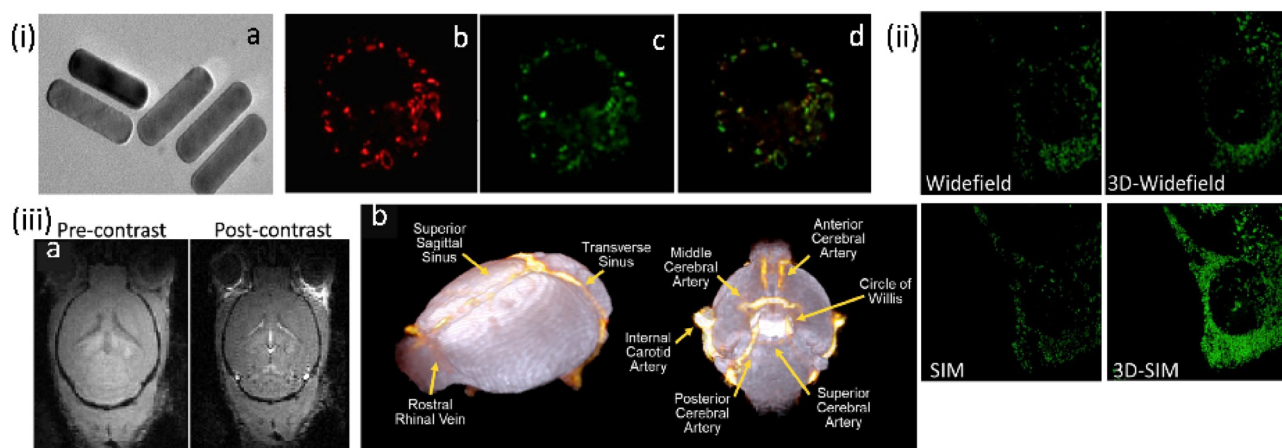 (i)
a
b
c
d
(ii)
Widefield
3D-Widefield
SIM
3D-SIM
(iii)
Pre-contrast
Post-contrast
a
b
Superior
Sagittal
Sinus
Transverse
Sinus
Rostral
Rhinal Vein
Anterior
Cerebral
Artery
Middle
Cerebral
Artery
Circle of
Willis
Internal
Carotid
Artery
Posterior
Cerebral
Artery
Superior
Cerebral
Artery